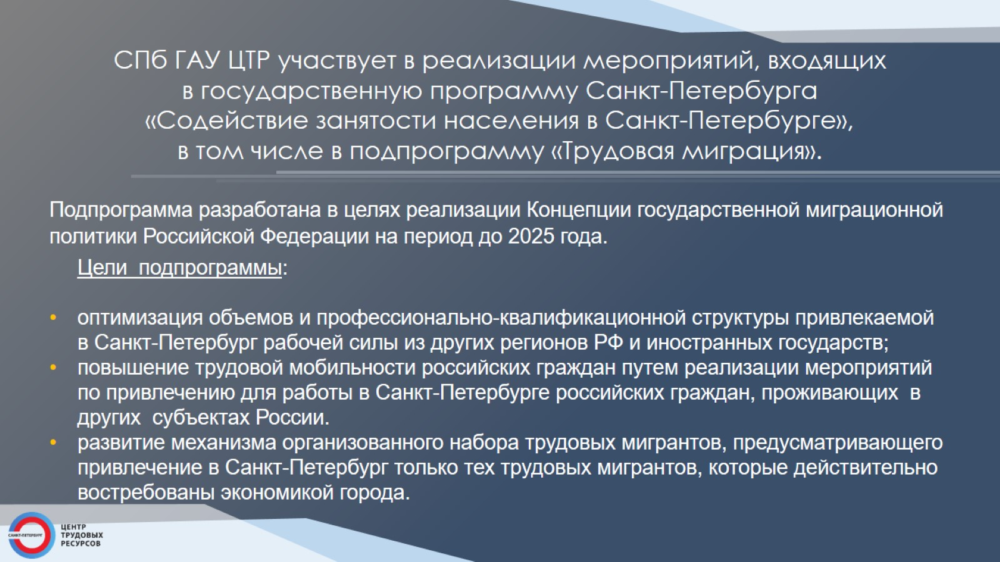 СПб ГАУ ЦТР участвует в реализации мероприятий, входящих
в государственную программу Санкт-Петербурга
«Содействие занятости населения в Санкт-Петербурге»,
в том числе в подпрограмму «Трудовая миграция».
Подпрограмма разработана в целях реализации Концепции государственной миграционной
политики Российской Федерации на период до 2025 года.
Цели  подпрограммы:
• оптимизация объемов и профессионально-квалификационной структуры привлекаемой
в Санкт-Петербург рабочей силы из других регионов РФ и иностранных государств;
• повышение трудовой мобильности российских граждан путем реализации мероприятий
по привлечению для работы в Санкт-Петербурге российских граждан, проживающих  в
других  субъектах России.
• развитие механизма организованного набора трудовых мигрантов, предусматривающего
привлечение в Санкт-Петербург только тех трудовых мигрантов, которые действительно
востребованы экономикой города.
САНКТ-ПЕТЕРБУРГ
ЦЕНТР
ТРУДОВЫХ
РЕСУРСОВ